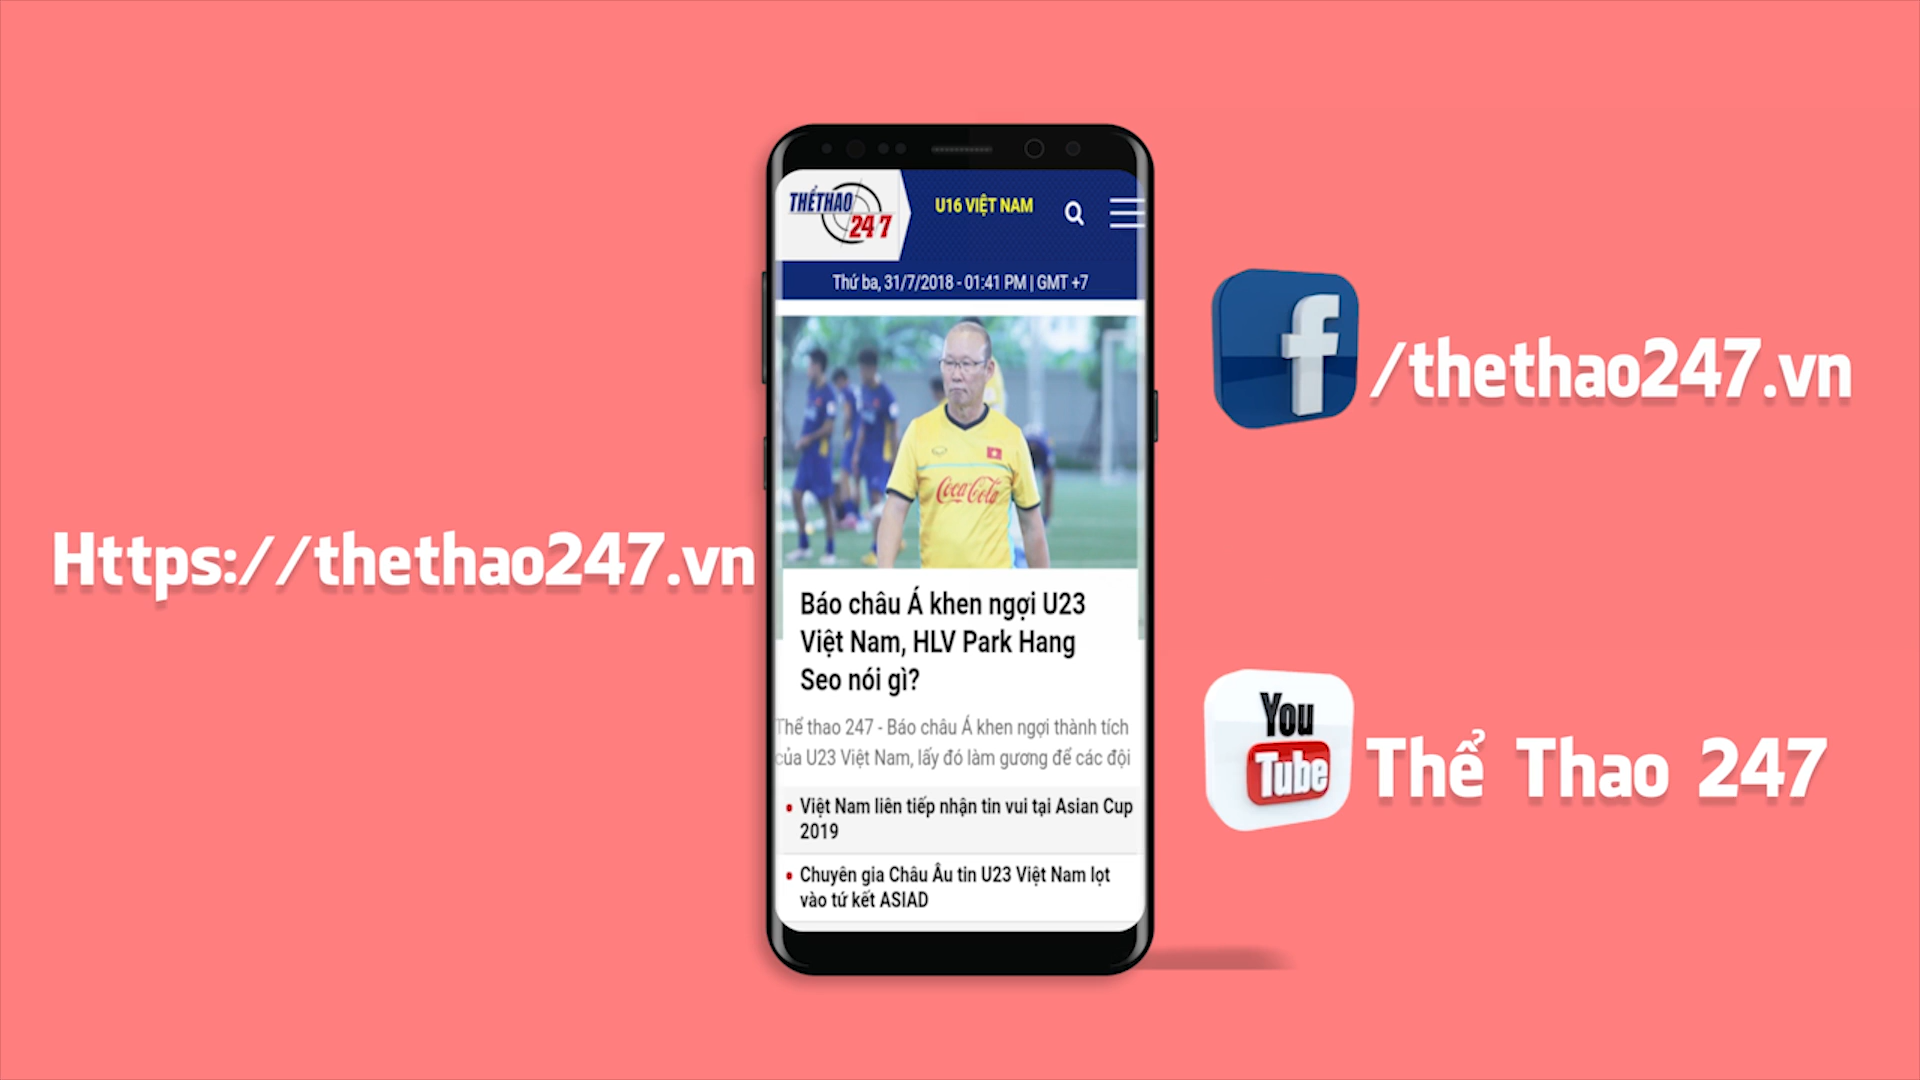 Https://thethao247.vn
THỂTHAO
247
U16 VIỆT NAM
Thứ ba, 31/7/2018 - 01:41 PM | GMT +7
Coca-Cola
Báo châu Á khen ngợi U23
Việt Nam, HLV Park Hang
Seo nói gì?
Thể thao 247 - Báo châu Á khen ngợi thành tích
của U23 Việt Nam, lấy đó làm gương để các đội
Việt Nam liên tiếp nhận tin vui tại Asian Cup
2019
Chuyên gia Châu Âu tin U23 Việt Nam lọt
vào tứ kết ASIAD
f
/thethao247.vn
You
Tube
Thể Thao 247